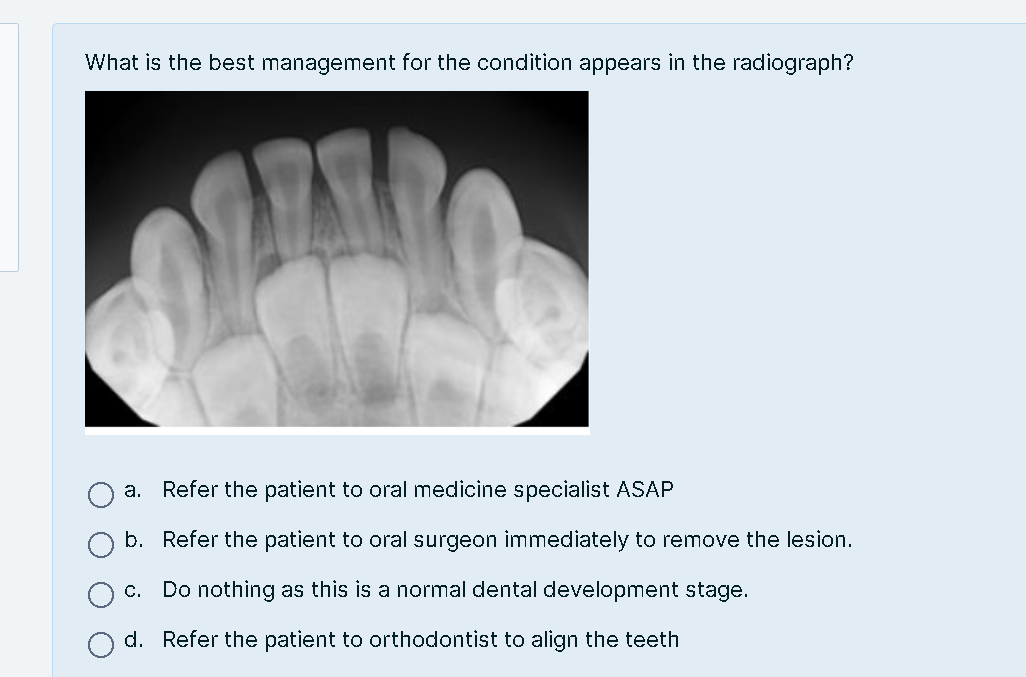 What is the best management for the condition appears in the radiograph?
a. Refer the patient to oral medicine specialist ASAP
b. Refer the patient to oral surgeon immediately to remove the lesion.
c. Do nothing as this is a normal dental development stage.
d. Refer the patient to orthodontist to align the teeth